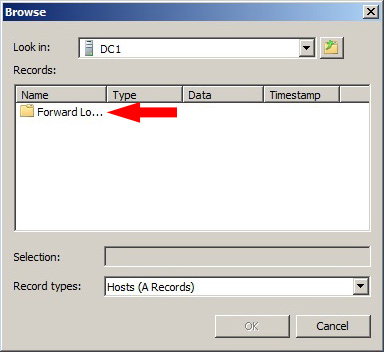 Browse
Look in: DC1
Records:
Name Type Data Timestamp
Forward Lo...
Selection:
Record types: Hosts (A Records)
OK Cancel